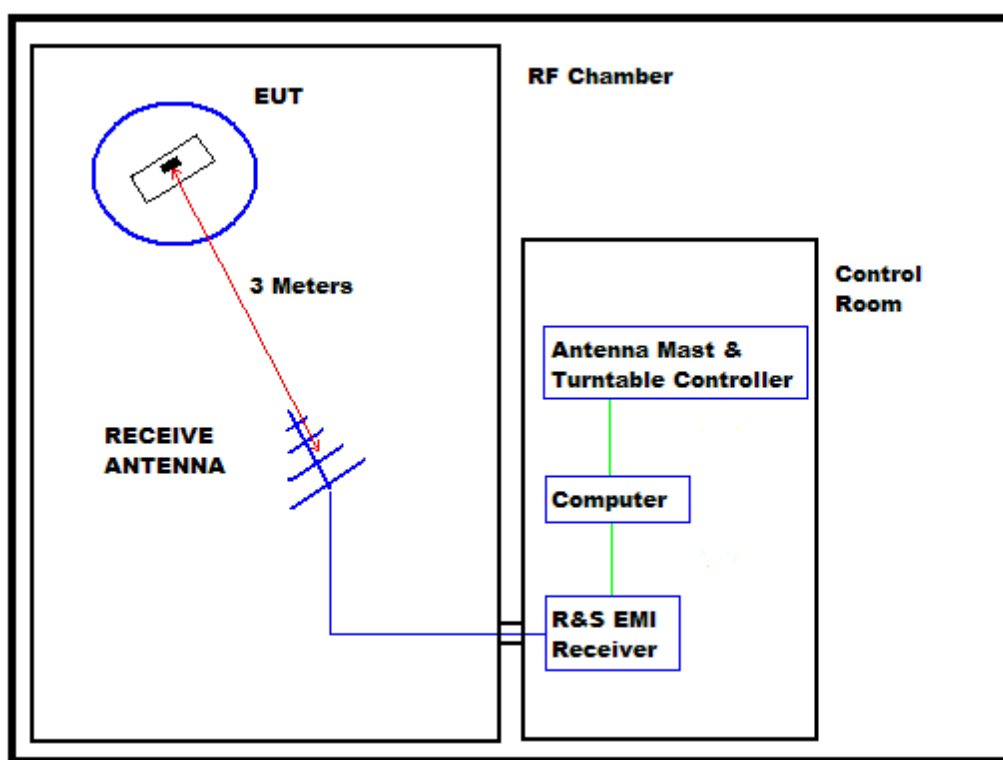 EUT
RF Chamber
3 Meters
Control
Room
Antenna Mast &
Turntable Controller
RECEIVE
ANTENNA
Computer
R&S EMI
Receiver